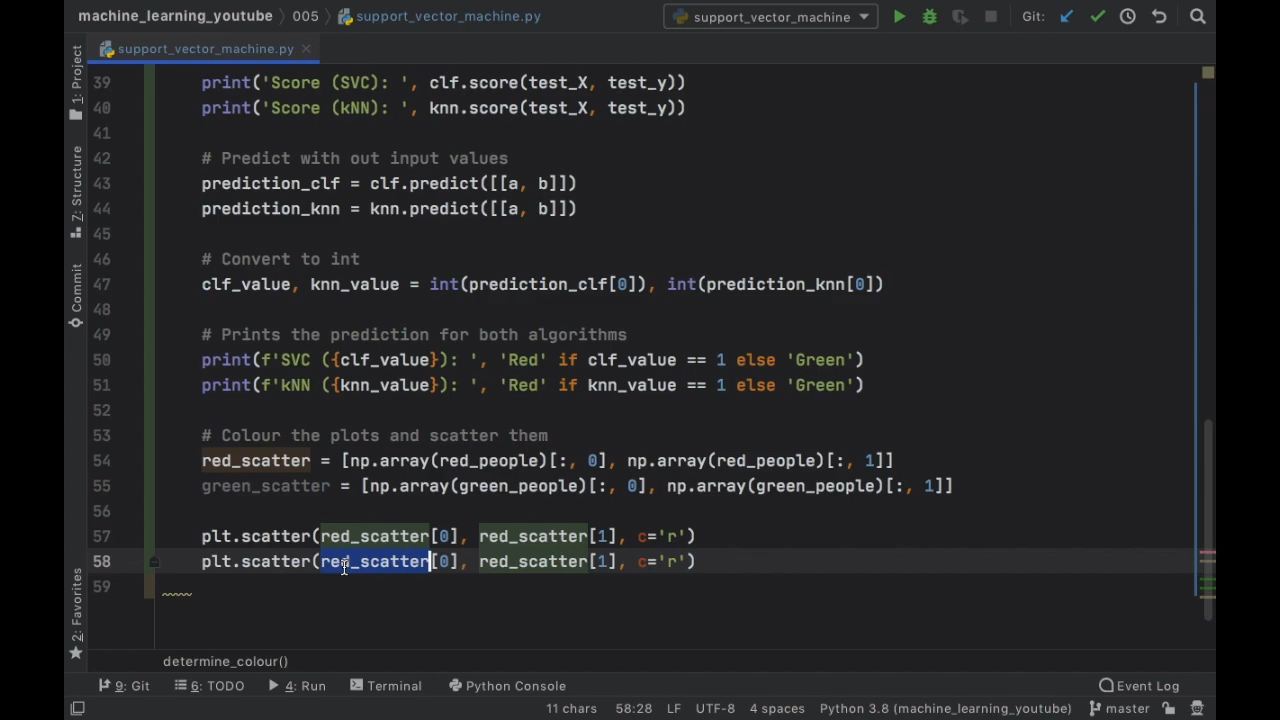 machine_learning_youtube 005 support_vector_machine.py support_vector_machine Git:
support_vector_machine.py
1: Project
7: Structure
Commit
2: Favorites
39 print('Score (SVC): ', clf.score(test_X, test_y))
40 print('Score (kNN): ', knn.score(test_X, test_y))
41
42 # Predict with out input values
43 prediction_clf = clf.predict([[a, b]])
44 prediction_knn = knn.predict([[a, b]])
45
46 # Convert to int
47 clf_value, knn_value = int(prediction_clf[0]), int(prediction_knn[0])
48
49 # Prints the prediction for both algorithms
50 print(f'SVC ({clf_value}): ', 'Red' if clf_value == 1 else 'Green')
51 print(f'kNN ({knn_value}): ', 'Red' if knn_value == 1 else 'Green')
52
53 # Colour the plots and scatter them
54 red_scatter = [np.array(red_people)[:, 0], np.array(red_people)[:, 1]]
55 green_scatter = [np.array(green_people)[:, 0], np.array(green_people)[:, 1]]
56
57 plt.scatter(red_scatter[0], red_scatter[1], c='r')
58 plt.scatter(red_scatter[0], red_scatter[1], c='r')
59
determine_colour()
9: Git 6: TODO 4: Run Terminal Python Console Event Log
11 chars 58:28 LF UTF-8 4 spaces Python 3.8 (machine_learning_youtube) master